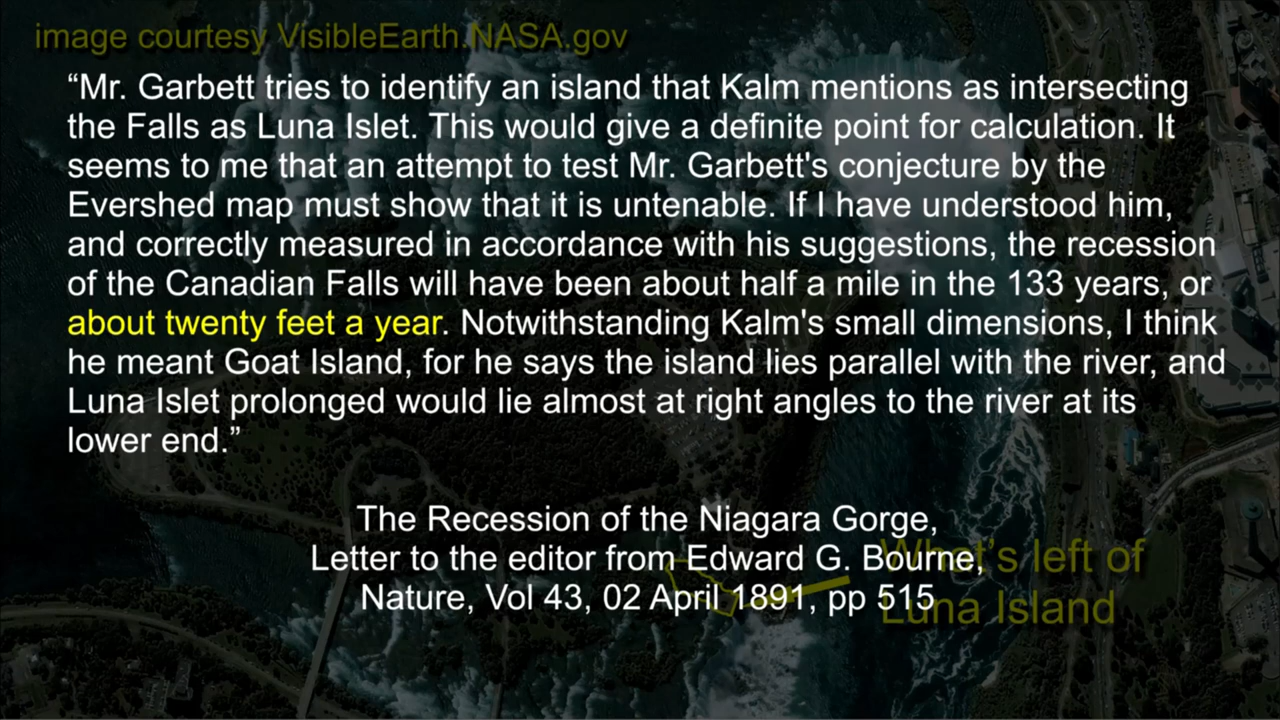 image courtesy VisibleEarth.NASA.gov
“Mr. Garbett tries to identify an island that Kalm mentions as intersecting
the Falls as Luna Islet. This would give a definite point for calculation. It
seems to me that an attempt to test Mr. Garbett's conjecture by the
Evershed map must show that it is untenable. If I have understood him,
and correctly measured in accordance with his suggestions, the recession
of the Canadian Falls will have been about half a mile in the 133 years, or
about twenty feet a year. Notwithstanding Kalm's small dimensions, I think
he meant Goat Island, for he says the island lies parallel with the river, and
Luna Islet prolonged would lie almost at right angles to the river at its
lower end.”
The Recession of the Niagara Gorge,
Letter to the editor from Edward G. Bourne,
Nature, Vol 43, 02 April 1891, pp 515
What's left of
Luna Island